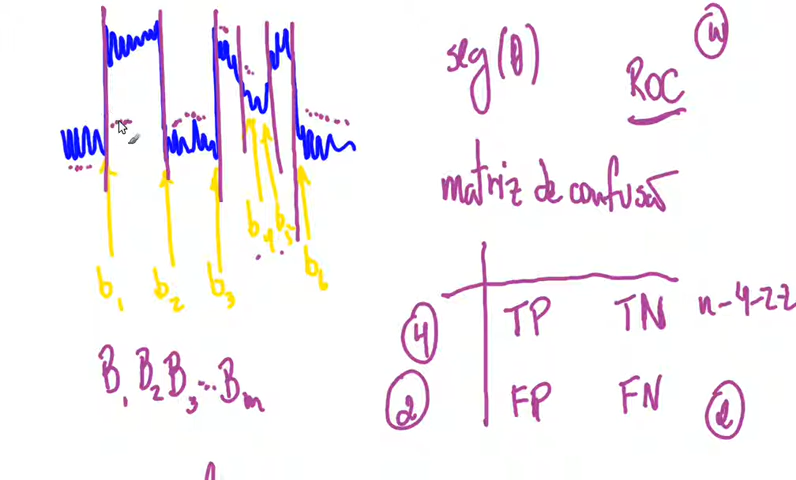 b₁ b₂ b₃ b₄ b₅ b₆
B₁ B₂ B₃ ... Bₘ
seg(θ)
ROC
matriz de confusão
④ TP TN n-4-2-2
② FP FN ②